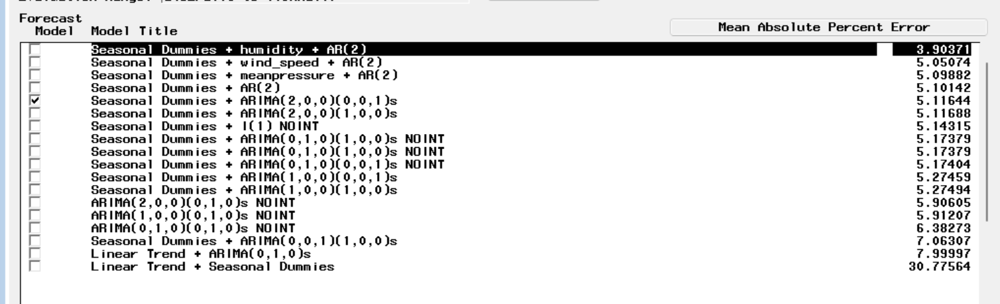 Forecast
Model Model Title Mean Absolute Percent Error
Seasonal Dummies + humidity + AR(2) 3.90371
Seasonal Dummies + wind_speed + AR(2) 5.05074
Seasonal Dummies + meanpressure + AR(2) 5.09882
Seasonal Dummies + AR(2) 5.10142
Seasonal Dummies + ARIMA(2,0,0)(0,0,1)s 5.11644
Seasonal Dummies + ARIMA(2,0,0)(1,0,0)s 5.11688
Seasonal Dummies + I(1) NOINT 5.14315
Seasonal Dummies + ARIMA(0,1,0)(1,0,0)s NOINT 5.17379
Seasonal Dummies + ARIMA(0,1,0)(1,0,0)s NOINT 5.17379
Seasonal Dummies + ARIMA(0,1,0)(0,0,1)s NOINT 5.17404
Seasonal Dummies + ARIMA(1,0,0)(0,0,1)s 5.27459
Seasonal Dummies + ARIMA(1,0,0)(1,0,0)s 5.27494
ARIMA(2,0,0)(0,1,0)s NOINT 5.90605
ARIMA(1,0,0)(0,1,0)s NOINT 5.91207
ARIMA(0,1,0)(0,1,0)s NOINT 6.38273
Seasonal Dummies + ARIMA(0,0,1)(1,0,0)s 7.06307
Linear Trend + ARIMA(0,1,0)s 7.99997
Linear Trend + Seasonal Dummies 30.77564